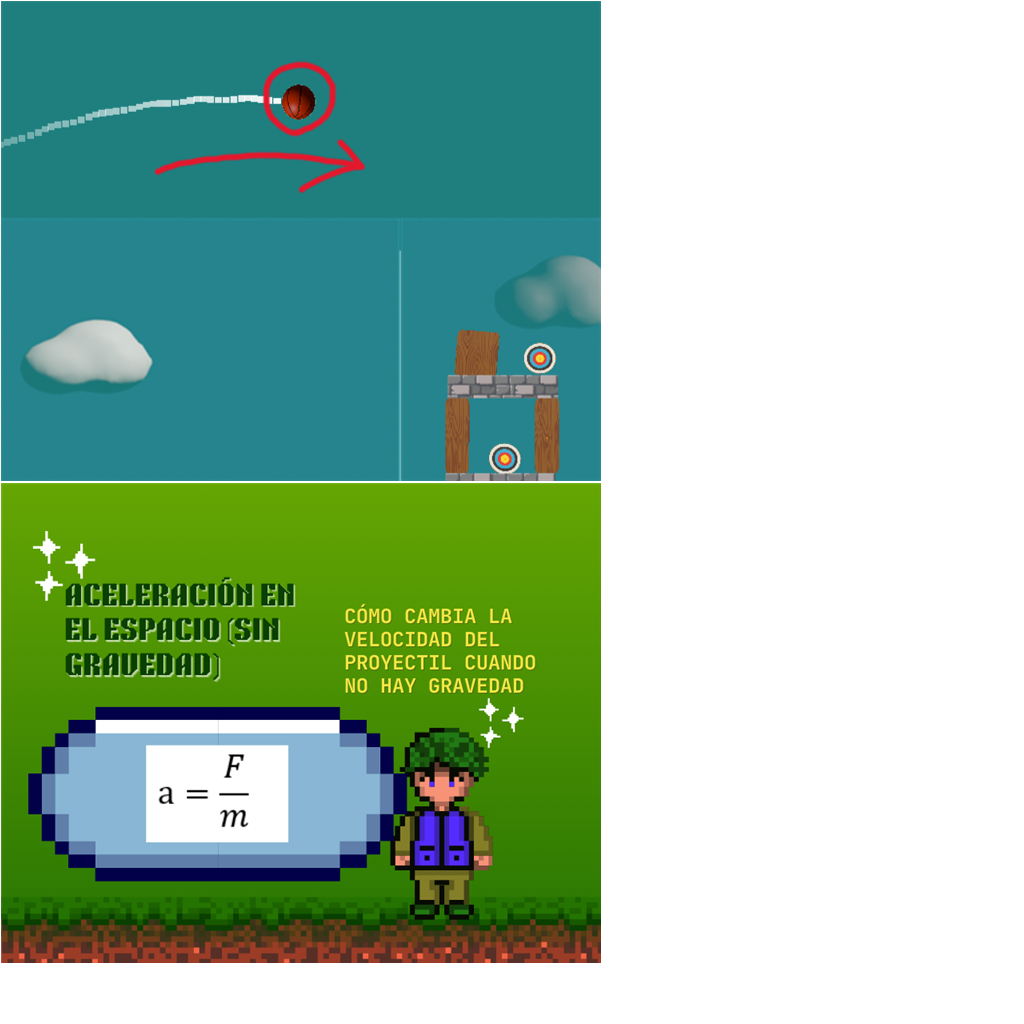 ACELERACIÓN EN
EL ESPACIO (SIN
GRAVEDAD)
CÓMO CAMBIA LA
VELOCIDAD DEL
PROYECTIL CUANDO
NO HAY GRAVEDAD
a = F/m